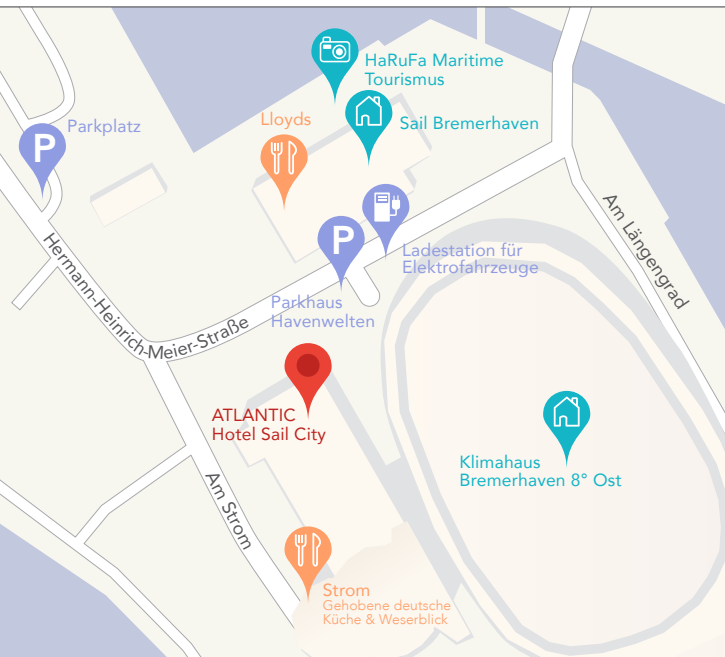 HaRuFa Maritime
Tourismus
Lloyds
Sail Bremerhaven
Parkplatz
P
Am Längengrad
P
Ladestation für
Elektrofahrzeuge
Parkhaus
Havenwelten
Hermann-Heinrich-Meier-Straße
ATLANTIC
Hotel Sail City
Klimahaus
Bremerhaven 8° Ost
Am Strom
Strom
Gehobene deutsche
Küche & Weserblick